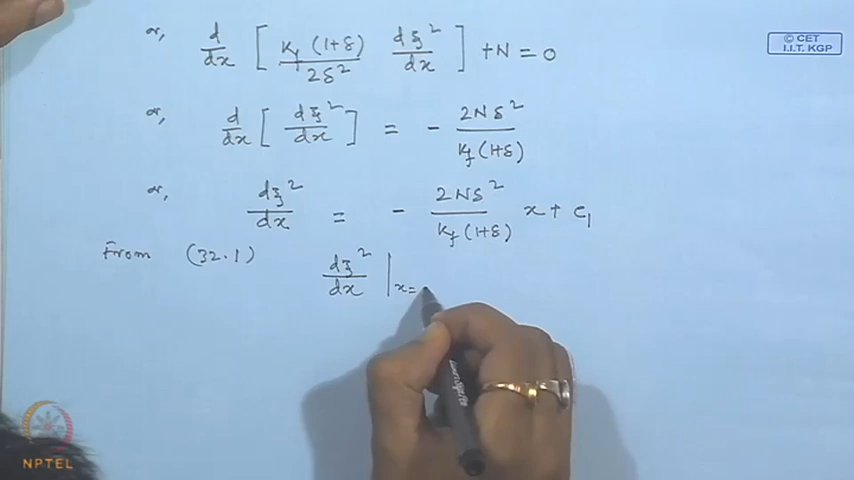 or, d/dx [ K_f (1+δ) / 2δ² dξ²/dx ] + N = 0
© CET
I.I.T. KGP
or, d/dx [ dξ²/dx ] = - 2Nδ² / K_f (1+δ)
or, dξ²/dx = - 2Nδ² / K_f (1+δ) x + c₁
From (32.1) dξ²/dx |x=
NPTEL